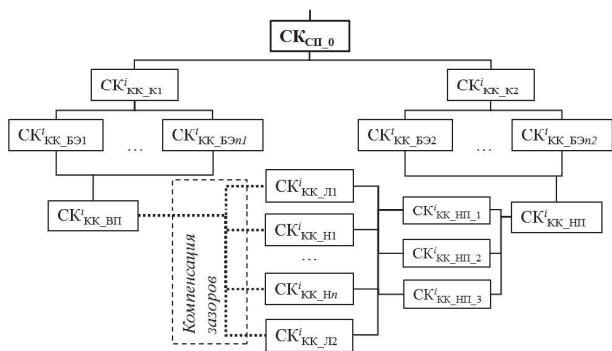 СК_СП_0
СК^i_КК_К1
СК^i_КК_К2
СК^i_КК_БЭ1
...
СК^i_КК_БЭn1
СК^i_КК_БЭ2
...
СК^i_КК_БЭn2
СК^i_КК_ВП
Компенсация
зазоров
СК^i_КК_Л1
СК^i_КК_Н1
...
СК^i_КК_Нn
СК^i_КК_Л2
СК^i_КК_НП_1
СК^i_КК_НП_2
СК^i_КК_НП_3
СК^i_КК_НП